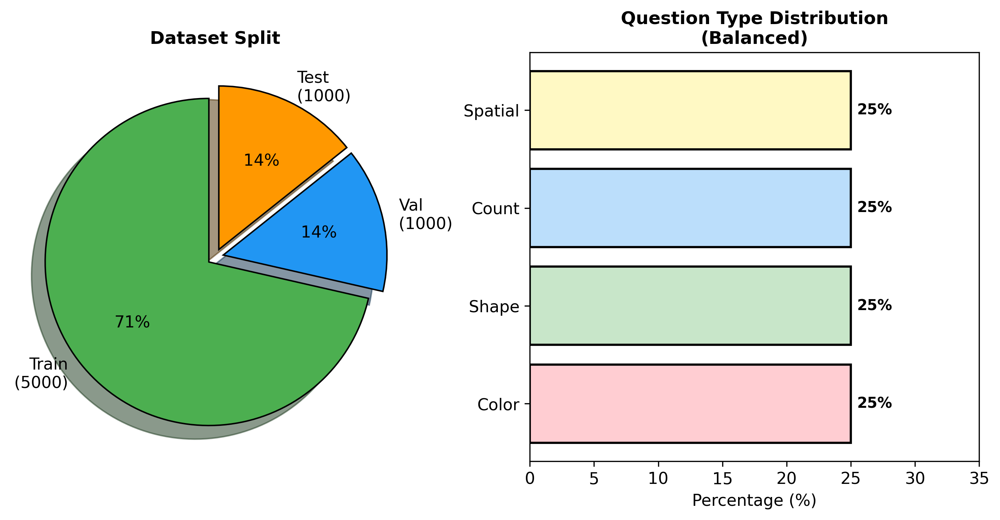 Dataset Split
Test
(1000)
14%
Val
(1000)
14%
71%
Train
(5000)
Question Type Distribution
(Balanced)
Spatial
25%
Count
25%
Shape
25%
Color
25%
0 5 10 15 20 25 30 35
Percentage (%)